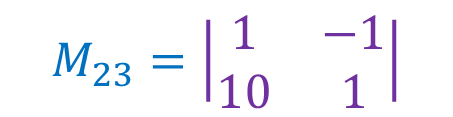 M₂₃ = | 1 −1 |
| 10 1 |